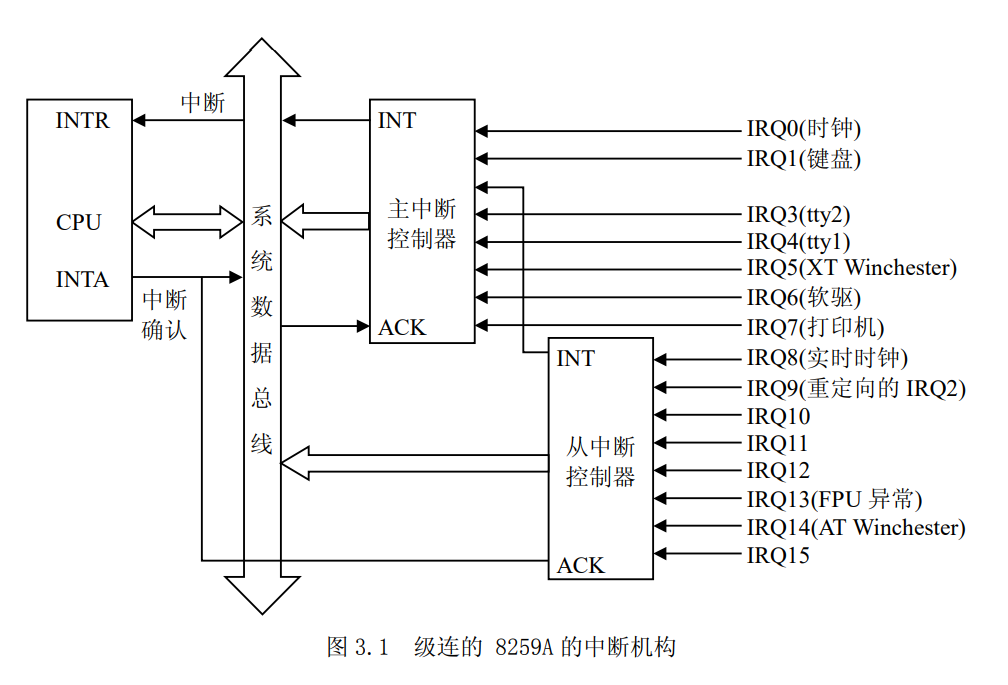 中断
INTR
CPU
INTA
中断
确认
系
统
数
据
总
线
INT
主中断
控制器
ACK
IRQ0(时钟)
IRQ1(键盘)
IRQ3(tty2)
IRQ4(tty1)
IRQ5(XT Winchester)
IRQ6(软驱)
IRQ7(打印机)
INT
从中断
控制器
ACK
IRQ8(实时时钟)
IRQ9(重定向的 IRQ2)
IRQ10
IRQ11
IRQ12
IRQ13(FPU 异常)
IRQ14(AT Winchester)
IRQ15
图 3.1 级连的 8259A 的中断机构